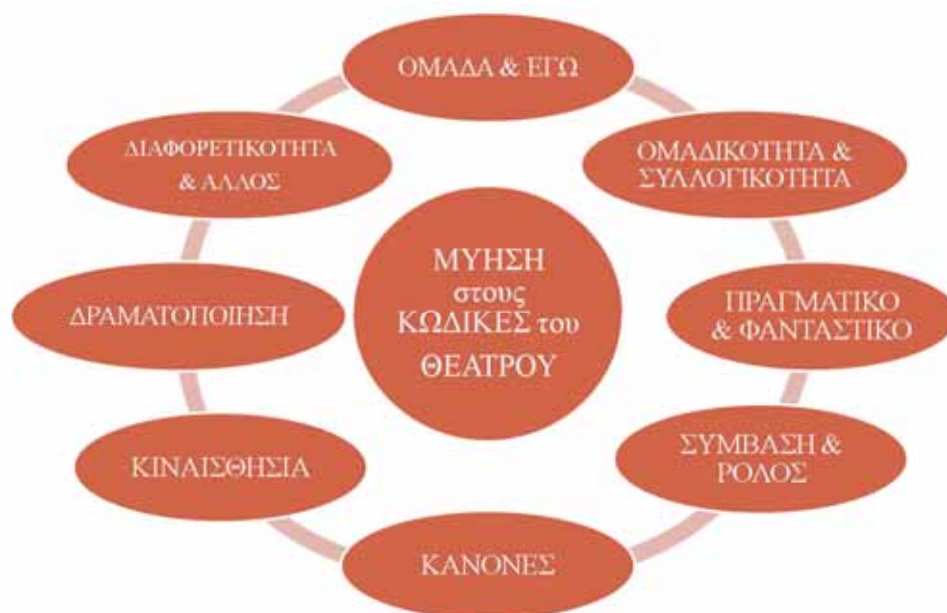 ΟΜΑΔΑ & ΕΓΩ
ΟΜΑΔΙΚΟΤΗΤΑ &
ΣΥΛΛΟΓΙΚΟΤΗΤΑ
ΠΡΑΓΜΑΤΙΚΟ
& ΦΑΝΤΑΣΤΙΚΟ
ΣΥΜΒΑΣΗ &
ΡΟΛΟΣ
ΚΑΝΟΝΕΣ
ΚΙΝΑΙΣΘΗΣΙΑ
ΔΡΑΜΑΤΟΠΟΙΗΣΗ
ΔΙΑΦΟΡΕΤΙΚΟΤΗΤΑ
& ΑΛΛΟΣ
ΜΥΗΣΗ
στους
ΚΩΔΙΚΕΣ του
ΘΕΑΤΡΟΥ